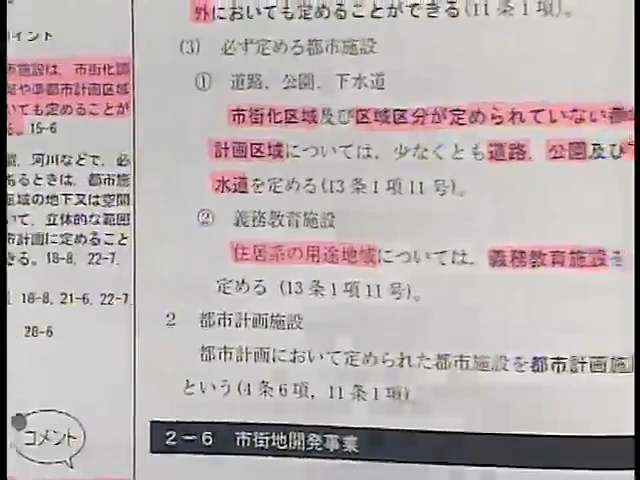 イント
市施設は、市街化調
域や準都市計画区域
いても定めることが
る。15-6
河川などで、必
あるときは、都市施
区域の地下又は空間
いて、立体的な範囲
市計画に定めること
きる。18-8, 22-7,
18-8, 21-6, 22-7
28-6
コメント
外においても定めることができる(11条1項)。
(3) 必ず定める都市施設
① 道路、公園、下水道
市街化区域及び区域区分が定められていない都
計画区域については、少なくとも道路、公園及び
水道を定める(13条1項11号)。
② 義務教育施設
住居系の用途地域については、義務教育施設を
定める(13条1項11号)。
2 都市計画施設
都市計画において定められた都市施設を都市計画施
という(4条6項, 11条1項)
2－6 市街地開発事業